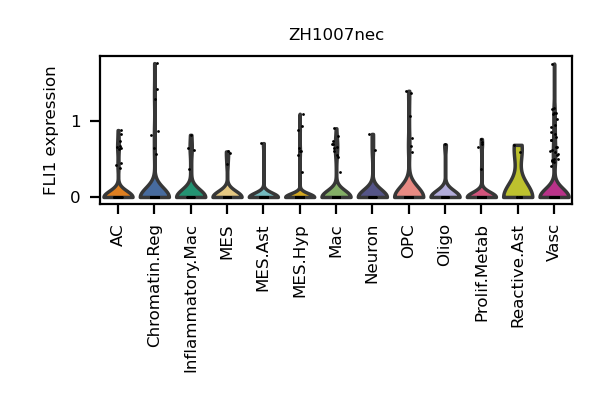 ZH1007nec
FLI1 expression
1
0
AC
Chromatin.Reg
Inflammatory.Mac
MES
MES.Ast
MES.Hyp
Mac
Neuron
OPC
Oligo
Prolif.Metab
Reactive.Ast
Vasc